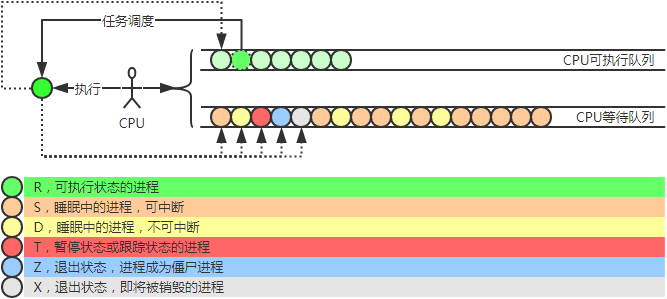 任务调度
CPU可执行队列
执行
CPU
CPU等待队列
R，可执行状态的进程
S，睡眠中的进程，可中断
D，睡眠中的进程，不可中断
T，暂停状态或跟踪状态的进程
Z，退出状态，进程成为僵尸进程
X，退出状态，即将被销毁的进程